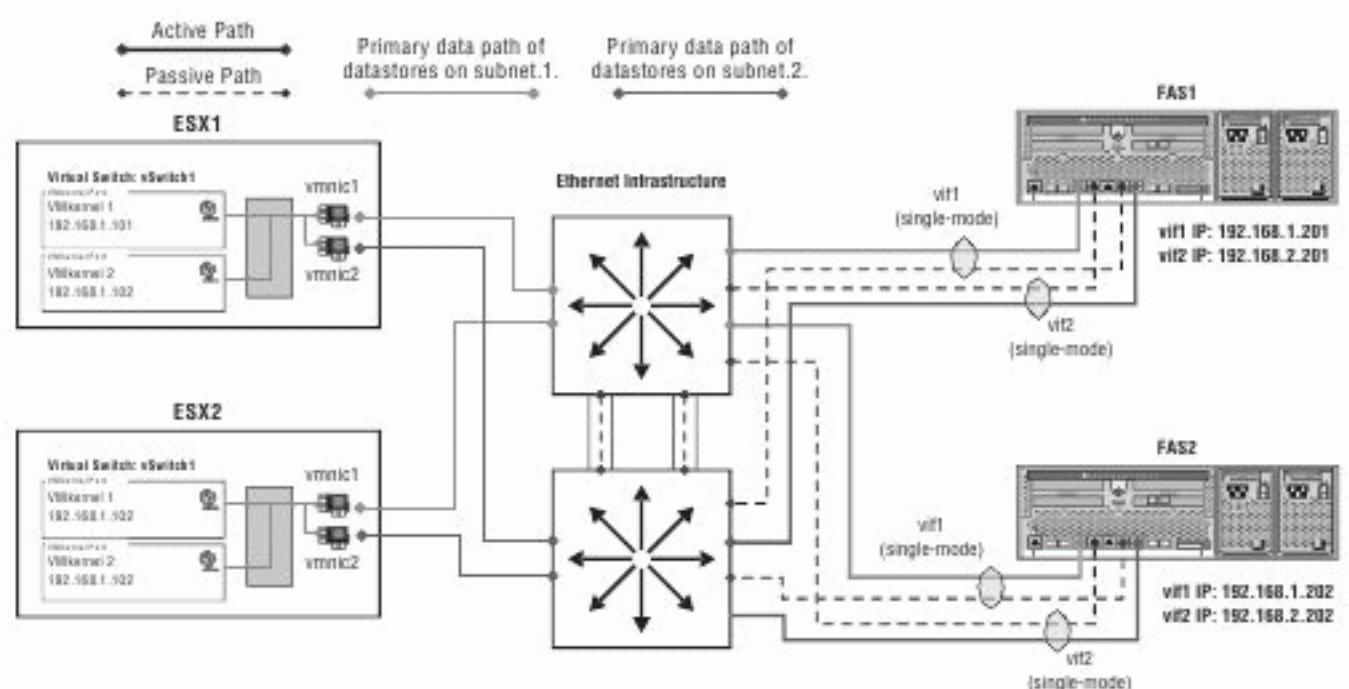 Active Path
Passive Path
Primary data path of
datastores on subnet.1.
Primary data path of
datastores on subnet.2.
ESX1
Virtual Switch: vSwitch1
VMkernel 1
192.168.1.101
VMkernel 2
192.168.1.102
vmnic1
vmnic2
Ethernet Infrastructure
vif1
(single-mode)
vif2
(single-mode)
FAS1
vif1 IP: 192.168.1.201
vif2 IP: 192.168.2.201
ESX2
Virtual Switch: vSwitch1
VMkernel 1
192.168.1.102
VMkernel 2
192.168.1.102
vmnic1
vmnic2
vif1
(single-mode)
vif2
(single-mode)
FAS2
vif1 IP: 192.168.1.202
vif2 IP: 192.168.2.202